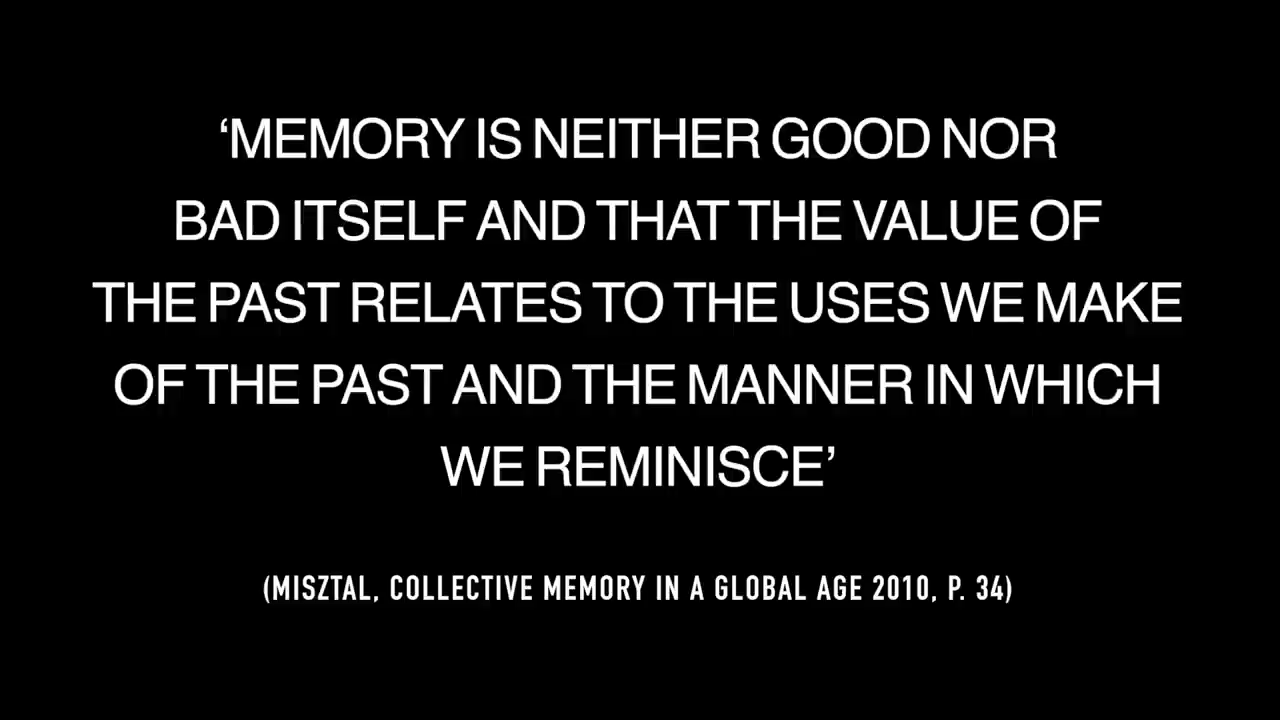 ‘MEMORY IS NEITHER GOOD NOR
BAD ITSELF AND THAT THE VALUE OF
THE PAST RELATES TO THE USES WE MAKE
OF THE PAST AND THE MANNER IN WHICH
WE REMINISCE’
(MISZTAL, COLLECTIVE MEMORY IN A GLOBAL AGE 2010, P. 34)